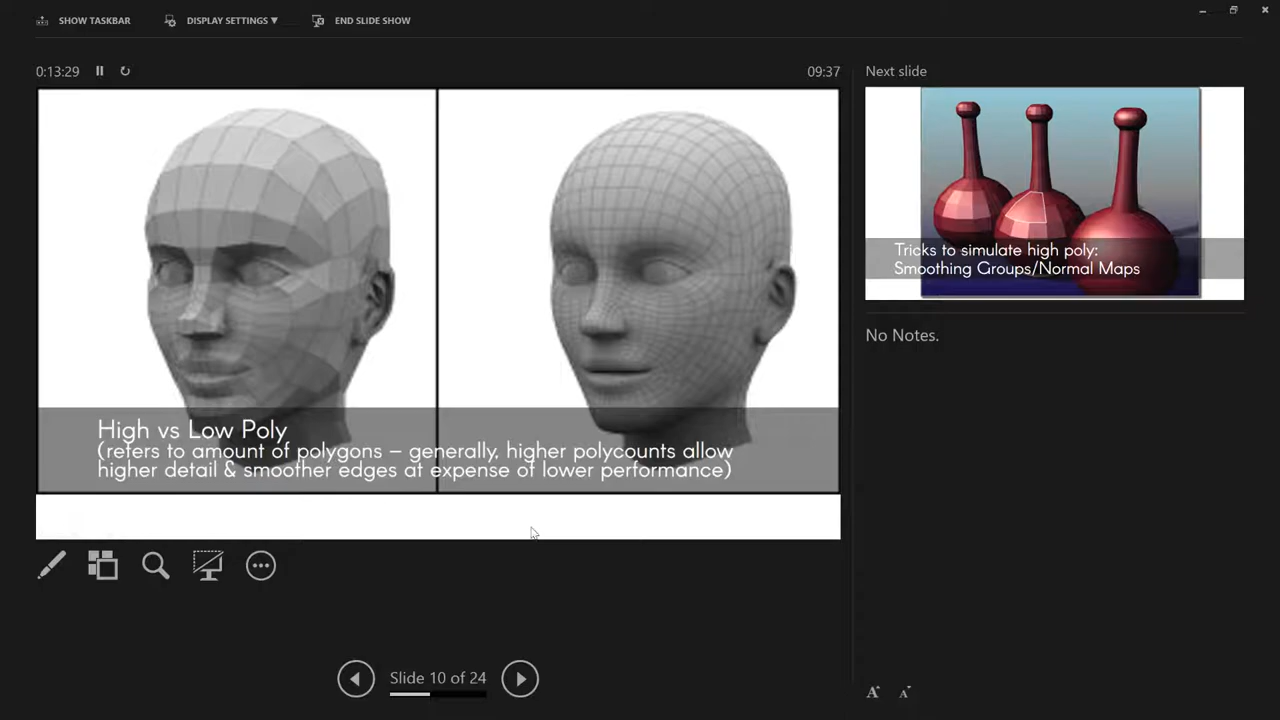 SHOW TASKBAR
DISPLAY SETTINGS ▼
END SLIDE SHOW
0:13:29
09:37
High vs Low Poly
(refers to amount of polygons – generally, higher polycounts allow
higher detail & smoother edges at expense of lower performance)
Slide 10 of 24
Next slide
Tricks to simulate high poly:
Smoothing Groups/Normal Maps
No Notes.
A A